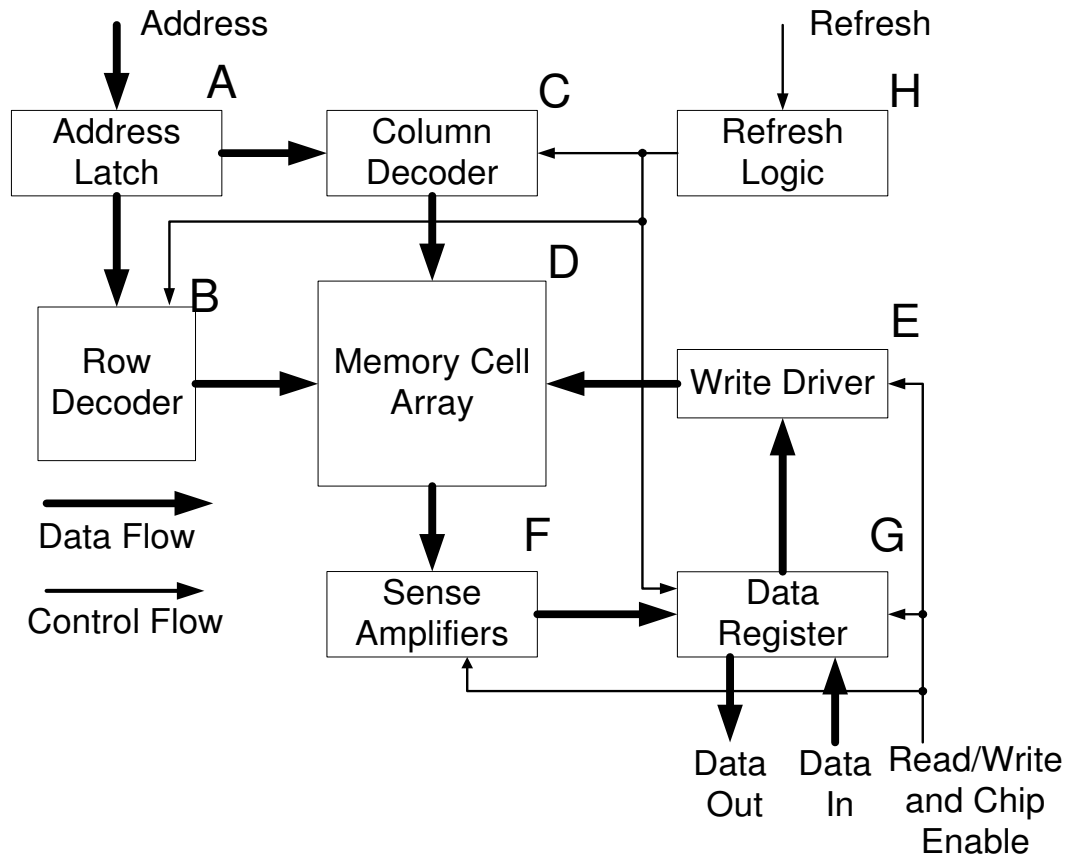 Address
Refresh
A
C
H
Address
Latch
Column
Decoder
Refresh
Logic
B
D
E
Row
Decoder
Memory Cell
Array
Write Driver
Data Flow
Control Flow
F
G
Sense
Amplifiers
Data
Register
Data
Out
Data
In
Read/Write
and Chip
Enable